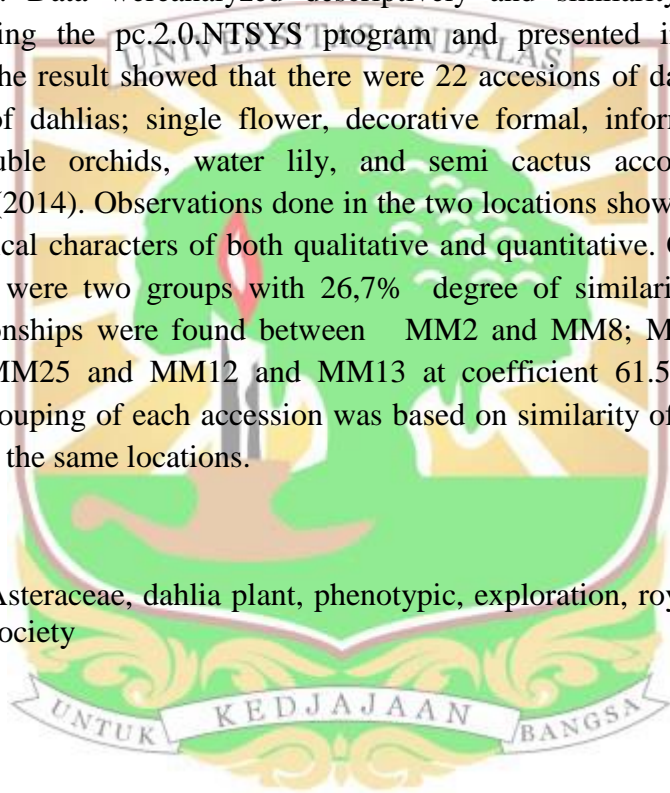 . Data wereanalyzed descriptively and similarity
ing the pc.2.0.NTSYS program and presented i
UNIVERSITAS ANDALAS
he result showed that there were 22 accesions of da
of dahlias; single flower, decorative formal, infor
uble orchids, water lily, and semi cactus acco
(2014). Observations done in the two locations show
ical characters of both qualitative and quantitative.
were two groups with 26,7% degree of similari
onships were found between MM2 and MM8; M
MM25 and MM12 and MM13 at coefficient 61.5
ouping of each accession was based on similarity of
the same locations.
Asteraceae, dahlia plant, phenotypic, exploration, roy
ociety
UNTUK KEDJAJAAN BANGSA